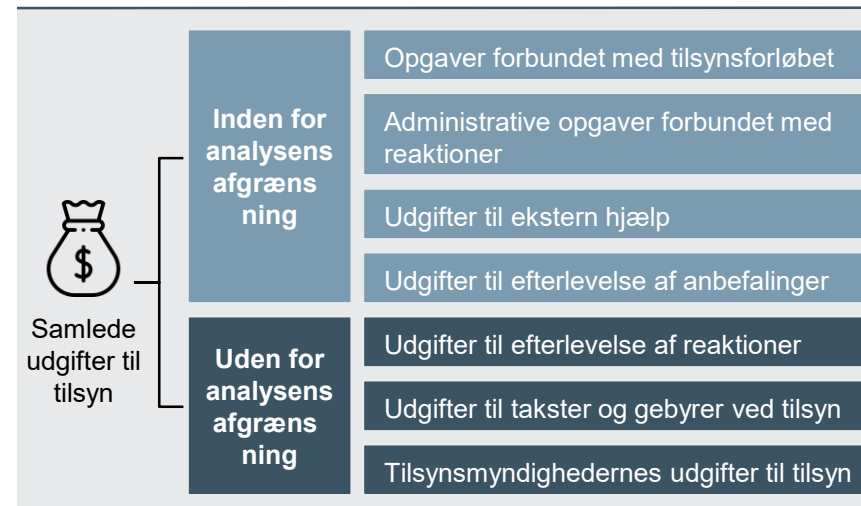 Samlede
udgifter til
tilsyn
Inden for
analysens
afgræns
ning
Opgaver forbundet med tilsynsforløbet
Administrative opgaver forbundet med
reaktioner
Udgifter til ekstern hjælp
Udgifter til efterlevelse af anbefalinger
Uden for
analysens
afgræns
ning
Udgifter til efterlevelse af reaktioner
Udgifter til takster og gebyrer ved tilsyn
Tilsynsmyndighedernes udgifter til tilsyn